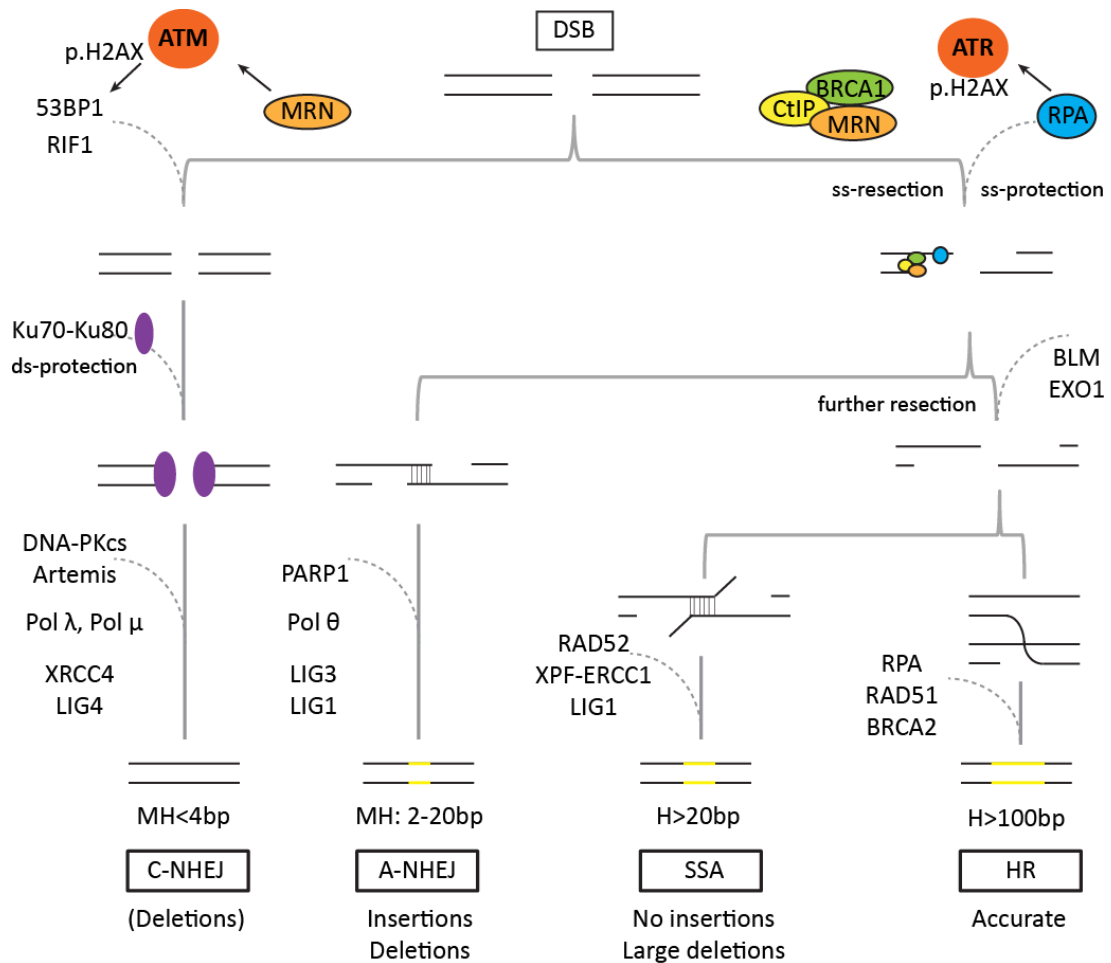 DSB
ATM
p.H2AX
53BP1
RIF1
MRN
BRCA1
CtIP
MRN
ATR
p.H2AX
RPA
ss-resection
ss-protection
Ku70-Ku80
ds-protection
BLM
EXO1
further resection
DNA-PKcs
Artemis
Pol λ, Pol μ
XRCC4
LIG4
PARP1
Pol θ
LIG3
LIG1
RAD52
XPF-ERCC1
LIG1
RPA
RAD51
BRCA2
MH<4bp
MH: 2-20bp
H>20bp
H>100bp
C-NHEJ
A-NHEJ
SSA
HR
(Deletions)
Insertions
Deletions
No insertions
Large deletions
Accurate